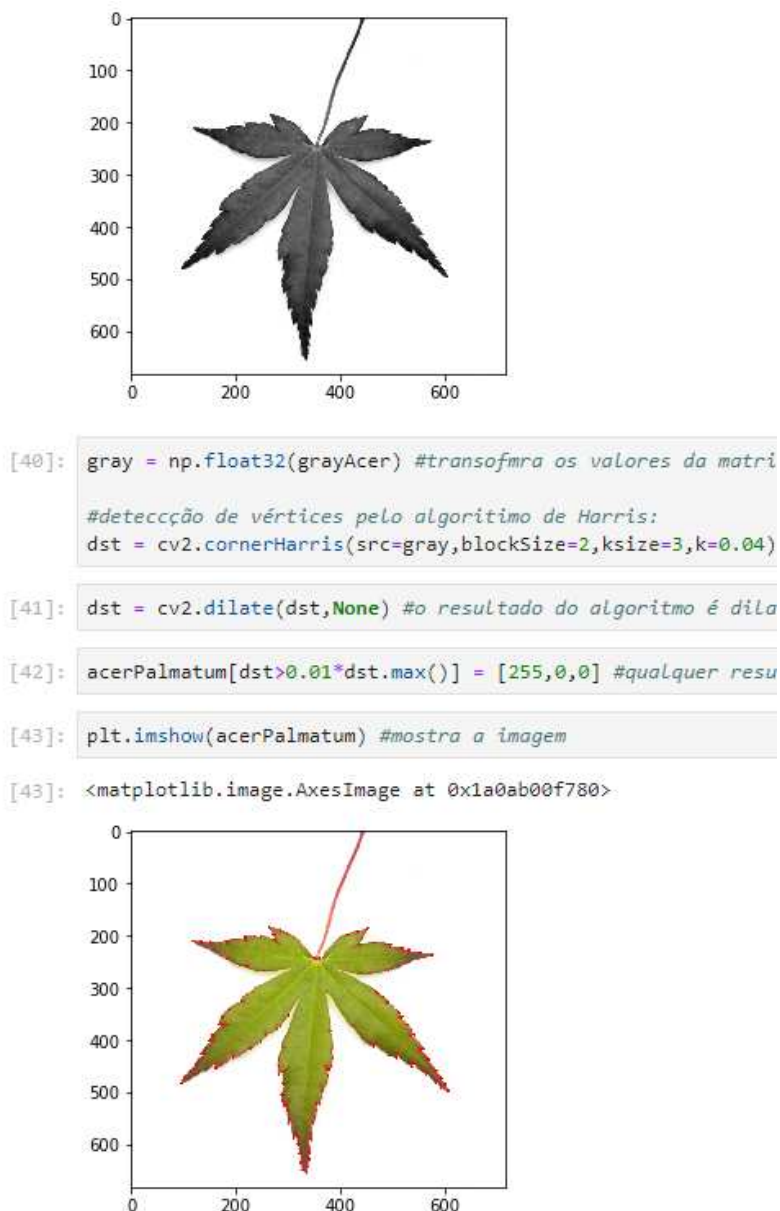 0
100
200
300
400
500
600
0 200 400 600
[40]: gray = np.float32(grayAcer) #transofmra os valores da matri
#deteccção de vértices pelo algoritimo de Harris:
dst = cv2.cornerHarris(src=gray,blockSize=2,ksize=3,k=0.04)
[41]: dst = cv2.dilate(dst,None) #o resultado do algoritmo é dila
[42]: acerPalmatum[dst>0.01*dst.max()] = [255,0,0] #qualquer resu
[43]: plt.imshow(acerPalmatum) #mostra a imagem
[43]: <matplotlib.image.AxesImage at 0x1a0ab00f780>
0
100
200
300
400
500
600
0 200 400 600